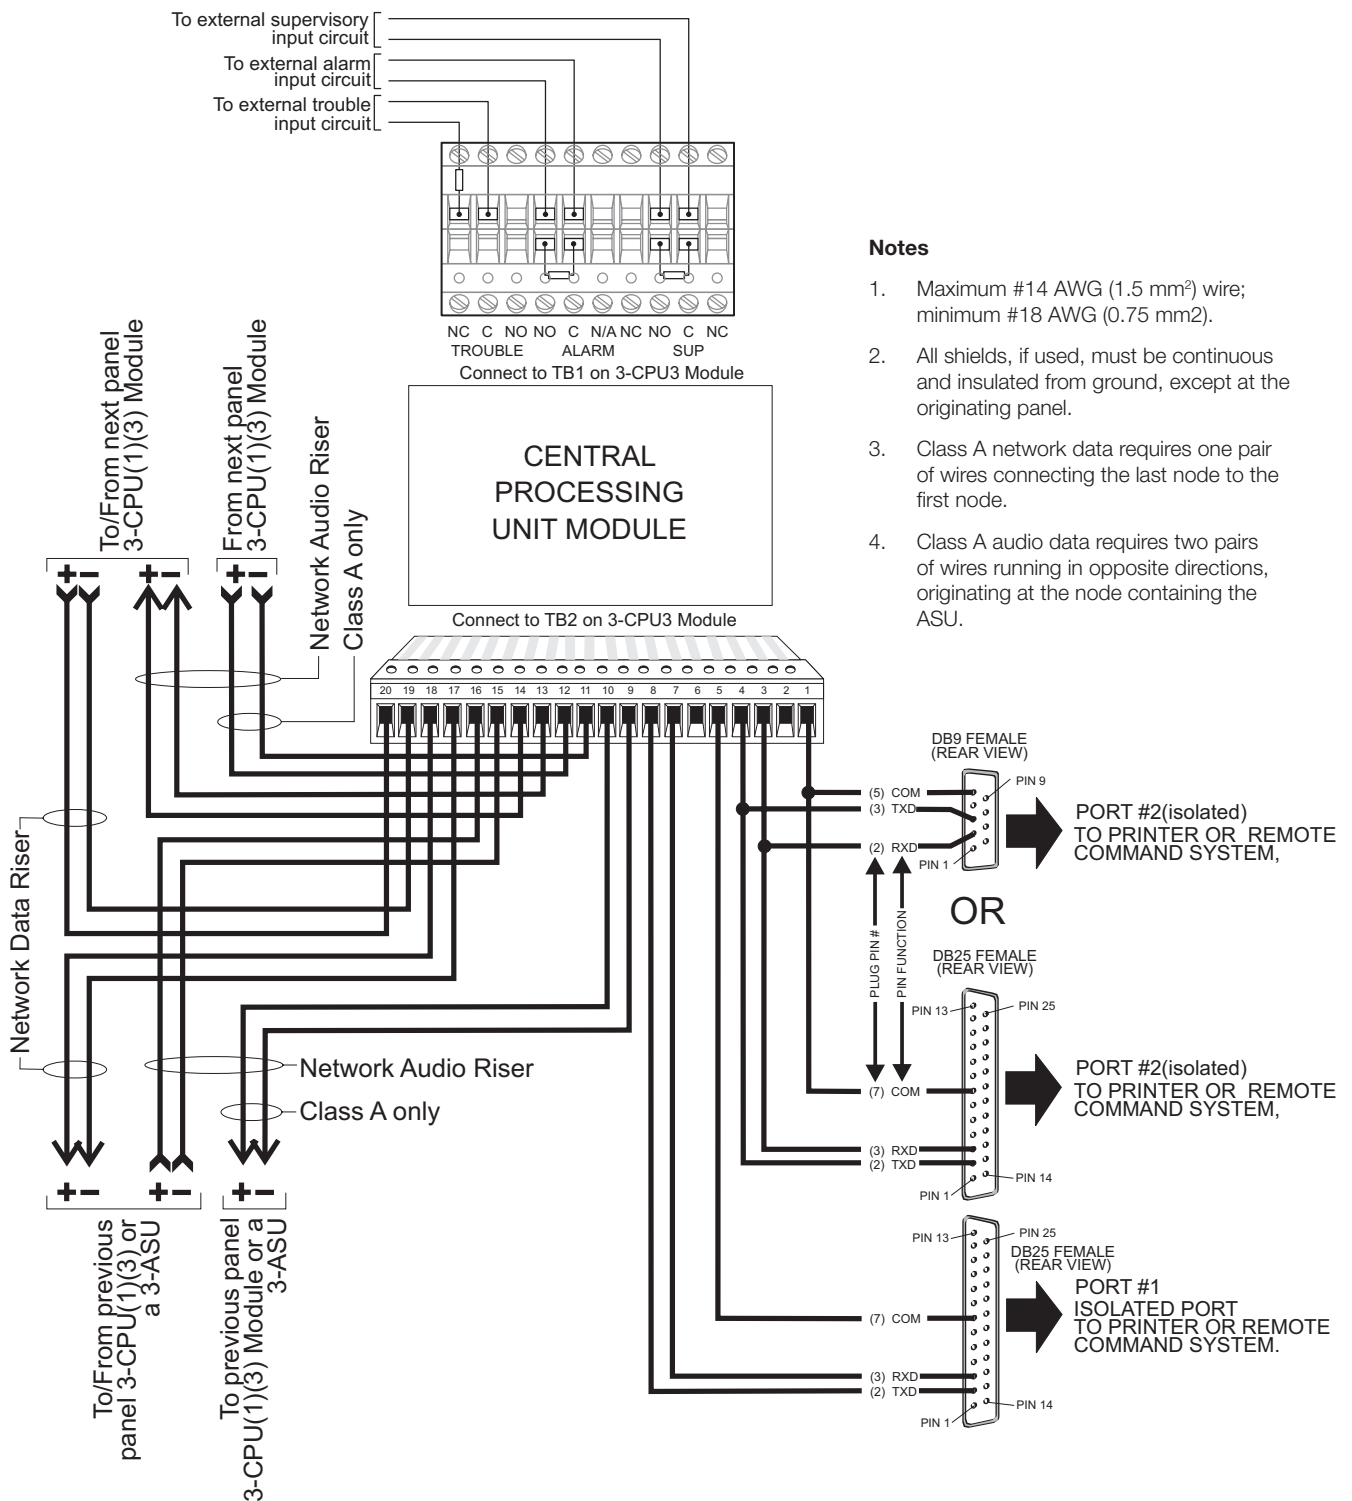 To external supervisory
input circuit
To external alarm
input circuit
To external trouble
input circuit
NC C NO NO C N/A NC NO C NC
TROUBLE ALARM SUP
Connect to TB1 on 3-CPU3 Module
CENTRAL
PROCESSING
UNIT MODULE
Connect to TB2 on 3-CPU3 Module
20 19 18 17 16 15 14 13 12 11 10 9 8 7 6 5 4 3 2 1
Notes
1. Maximum #14 AWG (1.5 mm²) wire;
minimum #18 AWG (0.75 mm2).
2. All shields, if used, must be continuous
and insulated from ground, except at the
originating panel.
3. Class A network data requires one pair
of wires connecting the last node to the
first node.
4. Class A audio data requires two pairs
of wires running in opposite directions,
originating at the node containing the
ASU.
To/From next panel
3-CPU(1)(3) Module
From next panel
3-CPU(1)(3) Module
Network Audio Riser
Class A only
+ − + − + −
Network Data Riser
Network Audio Riser
Class A only
+ − + − + −
To/From previous
panel 3-CPU(1)(3) or
a 3-ASU
To previous panel
3-CPU(1)(3) Module or a
3-ASU
DB9 FEMALE
(REAR VIEW)
PIN 9
(5) COM
(3) TXD
(2) RXD
PIN 1
PORT #2(isolated)
TO PRINTER OR REMOTE
COMMAND SYSTEM,
PLUG PIN #
PIN FUNCTION
OR
DB25 FEMALE
(REAR VIEW)
PIN 13
PIN 25
(7) COM
(3) RXD
(2) TXD
PIN 1
PIN 14
PORT #2(isolated)
TO PRINTER OR REMOTE
COMMAND SYSTEM,
PIN 13
PIN 25
DB25 FEMALE
(REAR VIEW)
(7) COM
(3) RXD
(2) TXD
PIN 1
PIN 14
PORT #1
ISOLATED PORT
TO PRINTER OR REMOTE
COMMAND SYSTEM.